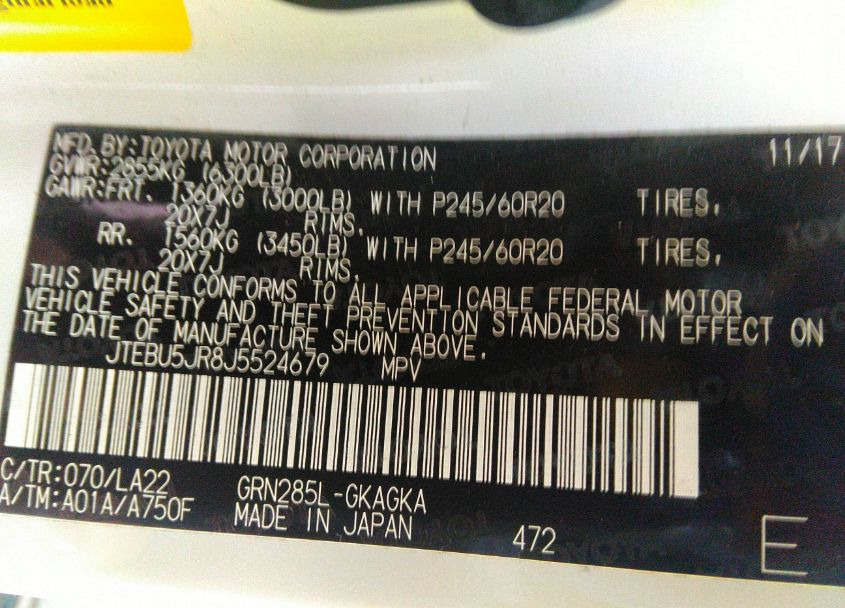 MFD. BY: TOYOTA MOTOR CORPORATION 11/17
GVWR: 2855KG (6300LB)
GAWR: FRT. 1360KG (3000LB) WITH P245/60R20 TIRES,
20X7J RIMS,
RR. 1560KG (3450LB) WITH P245/60R20 TIRES,
20X7J RIMS.
THIS VEHICLE CONFORMS TO ALL APPLICABLE FEDERAL MOTOR
VEHICLE SAFETY AND THEFT PREVENTION STANDARDS IN EFFECT ON
THE DATE OF MANUFACTURE SHOWN ABOVE.
JTEBU5JR8J5524679 MPV
C/TR: 070/LA22
A/TM: A01A/A750F
GRN285L-GKAGKA
MADE IN JAPAN
472
E